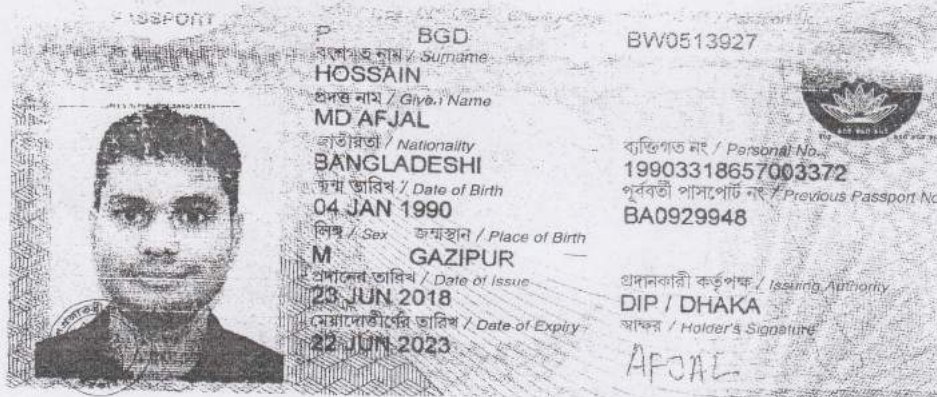 PASSPORT
P BGD BW0513927
বংশগত নাম / Surname
HOSSAIN
প্রদত্ত নাম / Given Name
MD AFJAL
জাতীয়তা / Nationality
BANGLADESHI
জন্ম তারিখ / Date of Birth
04 JAN 1990
লিঙ্গ / Sex জন্মস্থান / Place of Birth
M GAZIPUR
প্রদানের তারিখ / Date of Issue
23 JUN 2018
মেয়াদোত্তীর্ণের তারিখ / Date of Expiry
22 JUN 2023
ব্যক্তিগত নং / Personal No.
19903318657003372
পূর্ববর্তী পাসপোর্ট নং / Previous Passport No
BA0929948
প্রদানকারী কর্তৃপক্ষ / Issuing Authority
DIP / DHAKA
স্বাক্ষর / Holder's Signature
AFJAL